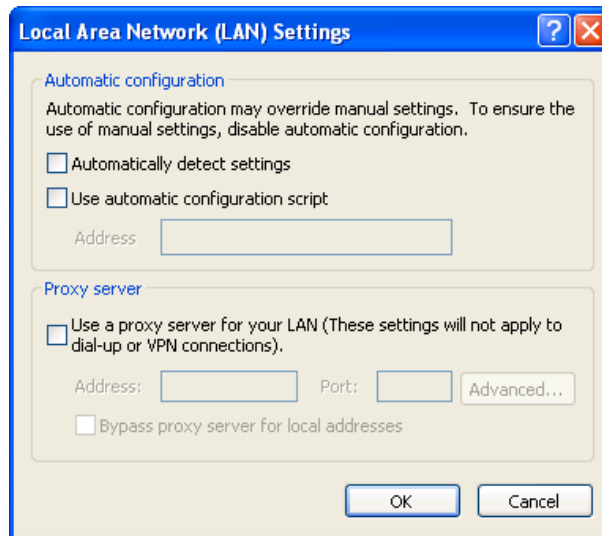 Local Area Network (LAN) Settings
Automatic configuration
Automatic configuration may override manual settings. To ensure the
use of manual settings, disable automatic configuration.
Automatically detect settings
Use automatic configuration script
Address
Proxy server
Use a proxy server for your LAN (These settings will not apply to
dial-up or VPN connections).
Address: Port: Advanced...
Bypass proxy server for local addresses
OK Cancel